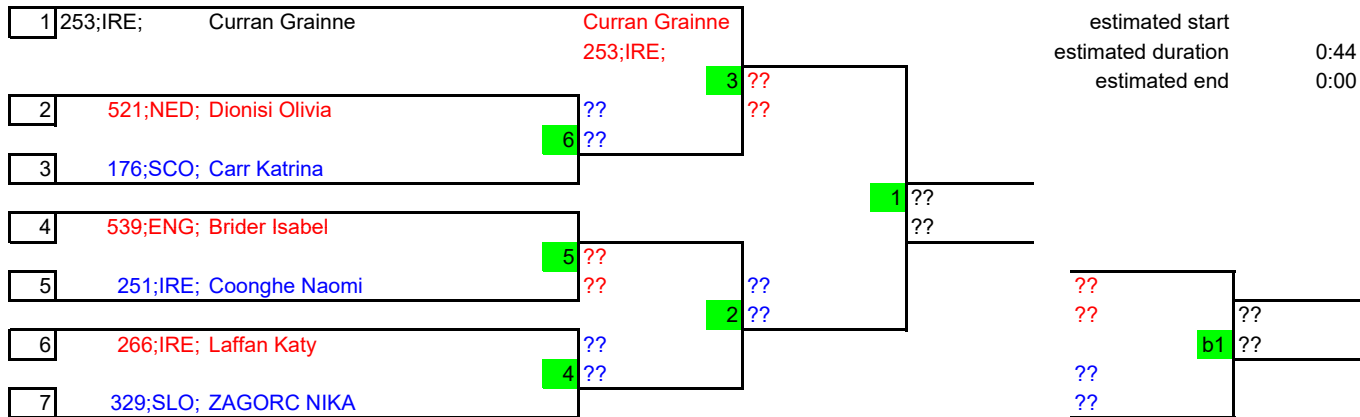 1 253;IRE; Curran Grainne Curran Grainne estimated start
253;IRE; estimated duration 0:44
3 ?? estimated end 0:00
2 521;NED; Dionisi Olivia ?? ??
6 ??
3 176;SCO; Carr Katrina
1 ??
4 539;ENG; Brider Isabel ??
5 ??
5 251;IRE; Coonghe Naomi ?? ?? ??
2 ?? ?? ??
6 266;IRE; Laffan Katy ?? b1 ??
4 ?? ??
7 329;SLO; ZAGORC NIKA ??